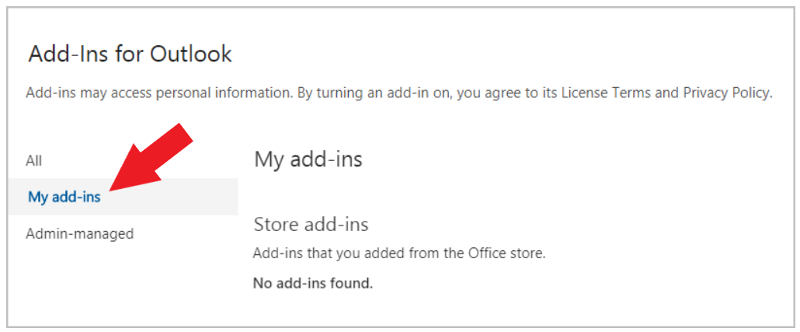 Add-Ins for Outlook
Add-ins may access personal information. By turning an add-in on, you agree to its License Terms and Privacy Policy.
All
My add-ins
Admin-managed
My add-ins
Store add-ins
Add-ins that you added from the Office store.
No add-ins found.